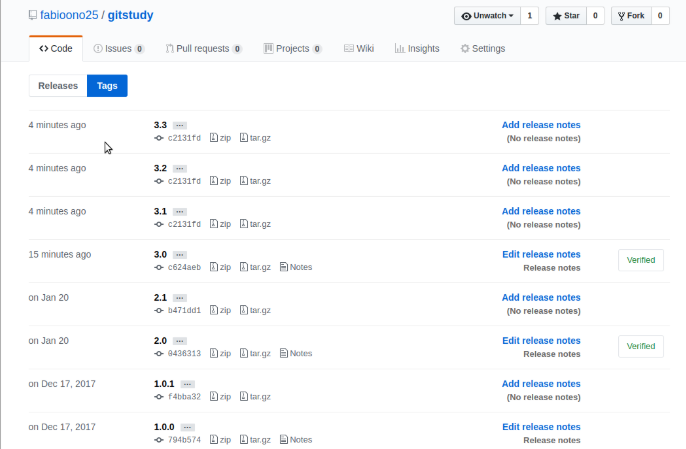 fabioono25 / gitstudy
Unwatch 1 Star 0 Fork 0
Code Issues 0 Pull requests 0 Projects 0 Wiki Insights Settings
Releases Tags
4 minutes ago 3.3 ... Add release notes
c2131fd zip tar.gz (No release notes)
4 minutes ago 3.2 ... Add release notes
c2131fd zip tar.gz (No release notes)
4 minutes ago 3.1 ... Add release notes
c2131fd zip tar.gz (No release notes)
15 minutes ago 3.0 ... Edit release notes Verified
c624aeb zip tar.gz Notes Release notes
on Jan 20 2.1 ... Add release notes
b471dd1 zip tar.gz (No release notes)
on Jan 20 2.0 ... Edit release notes Verified
0436313 zip tar.gz Notes Release notes
on Dec 17, 2017 1.0.1 ... Add release notes
f4bba32 zip tar.gz (No release notes)
on Dec 17, 2017 1.0.0 ... Edit release notes
794b574 zip tar.gz Notes Release notes